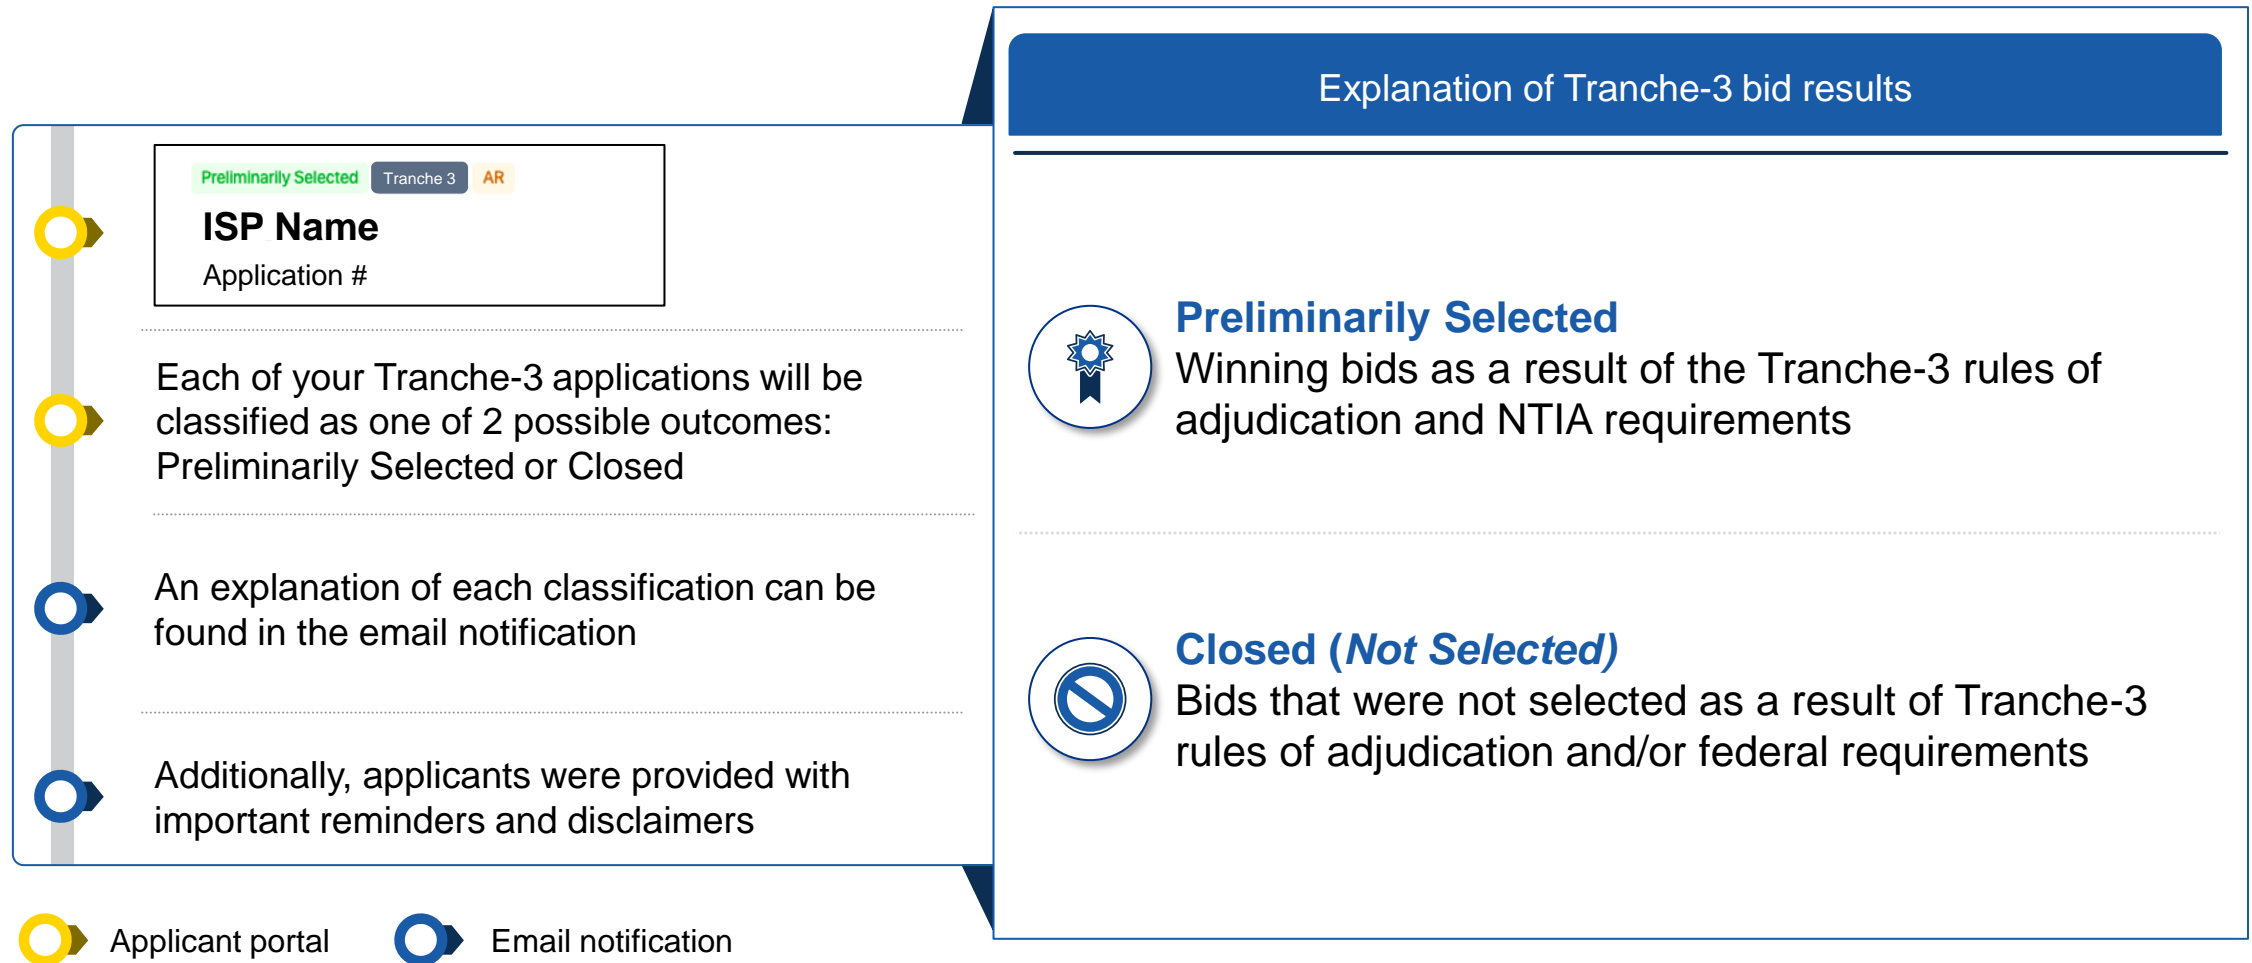 Explanation of Tranche-3 bid results
Preliminarily Selected Tranche 3 AR
ISP Name
Application #
Each of your Tranche-3 applications will be
classified as one of 2 possible outcomes:
Preliminarily Selected or Closed
An explanation of each classification can be
found in the email notification
Additionally, applicants were provided with
important reminders and disclaimers
Preliminarily Selected
Winning bids as a result of the Tranche-3 rules of
adjudication and NTIA requirements
Closed (Not Selected)
Bids that were not selected as a result of Tranche-3
rules of adjudication and/or federal requirements
Applicant portal
Email notification